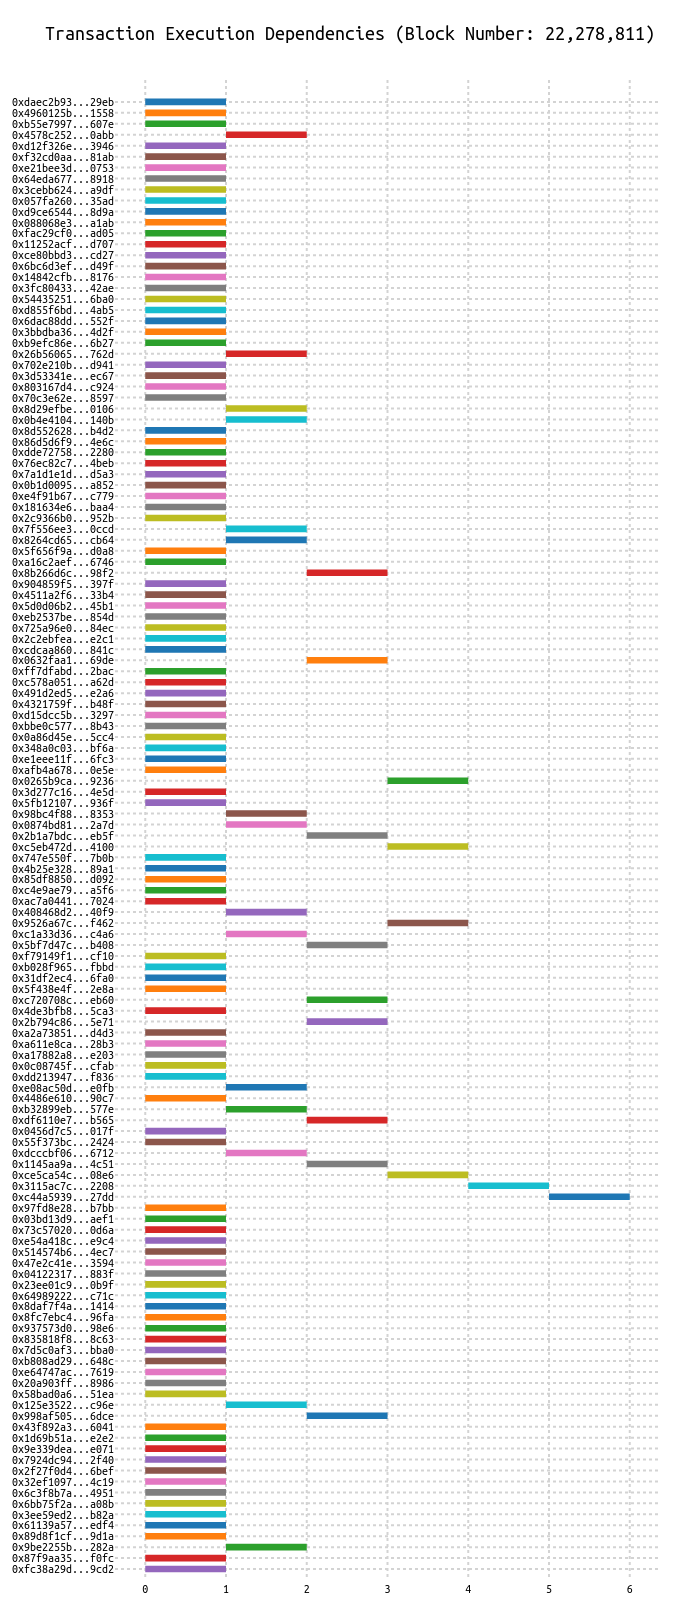 Transaction Execution Dependencies (Block Number: 22,278,811)
0xdaec2b93...29eb
0x4960125b...1558
0xb55e7997...607e
0x4578c252...0abb
0xd12f326e...3946
0xf32cd0aa...81ab
0xe21bee3d...0753
0x64eda677...8918
0x3cebb624...a9df
0x057fa260...35ad
0xd9ce6544...8d9a
0x088068e3...a1ab
0xfac29cf0...ad05
0x11252acf...d707
0xce80bbd3...cd27
0x6bc6d3ef...d49f
0x14842cfb...8176
0x3fc80433...42ae
0x54435251...6ba0
0xd855f6bd...4ab5
0x6dac88dd...552f
0x3bbdba36...4d2f
0xb9efc86e...6b27
0x26b56065...762d
0x702e210b...d941
0x3d53341e...ec67
0x803167d4...c924
0x70c3e62e...8597
0x8d29efbe...0106
0x0b4e4104...140b
0x8d552628...b4d2
0x86d5d6f9...4e6c
0xdde72758...2280
0x76ec82c7...4beb
0x7a1d1e1d...d5a3
0x0b1d0095...a852
0xe4f91b67...c779
0x181634e6...baa4
0x2c9366b0...952b
0x7f556ee3...0ccd
0x8264cd65...cb64
0x5f656f9a...d0a8
0xa16c2aef...6746
0x8b266d6c...98f2
0x904859f5...397f
0x4511a2f6...33b4
0x5d0d06b2...45b1
0xeb2537be...854d
0x725a96e0...84ec
0x2c2ebfea...e2c1
0xcdcaa860...841c
0x0632faa1...69de
0xff7dfabd...2bac
0xc578a051...a62d
0x491d2ed5...e2a6
0x4321759f...b48f
0xd15dcc5b...3297
0xbbe0c577...8b43
0x0a86d45e...5cc4
0x348a0c03...bf6a
0xe1eee11f...6fc3
0xafb4a678...0e5e
0x0265b9ca...9236
0x3d277c16...4e5d
0x5fb12107...936f
0x98bc4f88...8353
0x0874bd81...2a7d
0x2b1a7bdc...eb5f
0xc5eb472d...4100
0x747e550f...7b0b
0x4b25e328...89a1
0x85df8850...d092
0xc4e9ae79...a5f6
0xac7a0441...7024
0x408468d2...40f9
0x9526a67c...f462
0xc1a33d36...c4a6
0x5bf7d47c...b408
0xf79149f1...cf10
0xb028f965...fbbd
0x31df2ec4...6fa0
0x5f438e4f...2e8a
0xc720708c...eb60
0x4de3bfb8...5ca3
0x2b794c86...5e71
0xa2a73851...d4d3
0xa611e8ca...28b3
0xa17882a8...e203
0x0c08745f...cfab
0xdd213947...f836
0xe08ac50d...e0fb
0x4486e610...90c7
0xb32899eb...577e
0xdf6110e7...b565
0x0456d7c5...017f
0x55f373bc...2424
0xdcccbf06...6712
0x1145aa9a...4c51
0xce5ca54c...08e6
0x3115ac7c...2208
0xc44a5939...27dd
0x97fd8e28...b7bb
0x03bd13d9...aef1
0x73c57020...0d6a
0xe54a418c...e9c4
0x514574b6...4ec7
0x47e2c41e...3594
0x04122317...883f
0x23ee01c9...0b9f
0x64989222...c71c
0x8daf7f4a...1414
0x8fc7ebc4...96fa
0x937573d0...98e6
0x835818f8...8c63
0x7d5c0af3...bba0
0xb808ad29...648c
0xe64747ac...7619
0x20a903ff...8986
0x58bad0a6...51ea
0x125e3522...c96e
0x998af505...6dce
0x43f892a3...6041
0x1d69b51a...e2e2
0x9e339dea...e071
0x7924dc94...2f40
0x2f27f0d4...6bef
0x32ef1097...4c19
0x6c3f8b7a...4951
0x6bb75f2a...a08b
0x3ee59ed2...b82a
0x61139a57...edf4
0x89d8f1cf...9d1a
0x9be2255b...282a
0x87f9aa35...f0fc
0xfc38a29d...9cd2
0 1 2 3 4 5 6